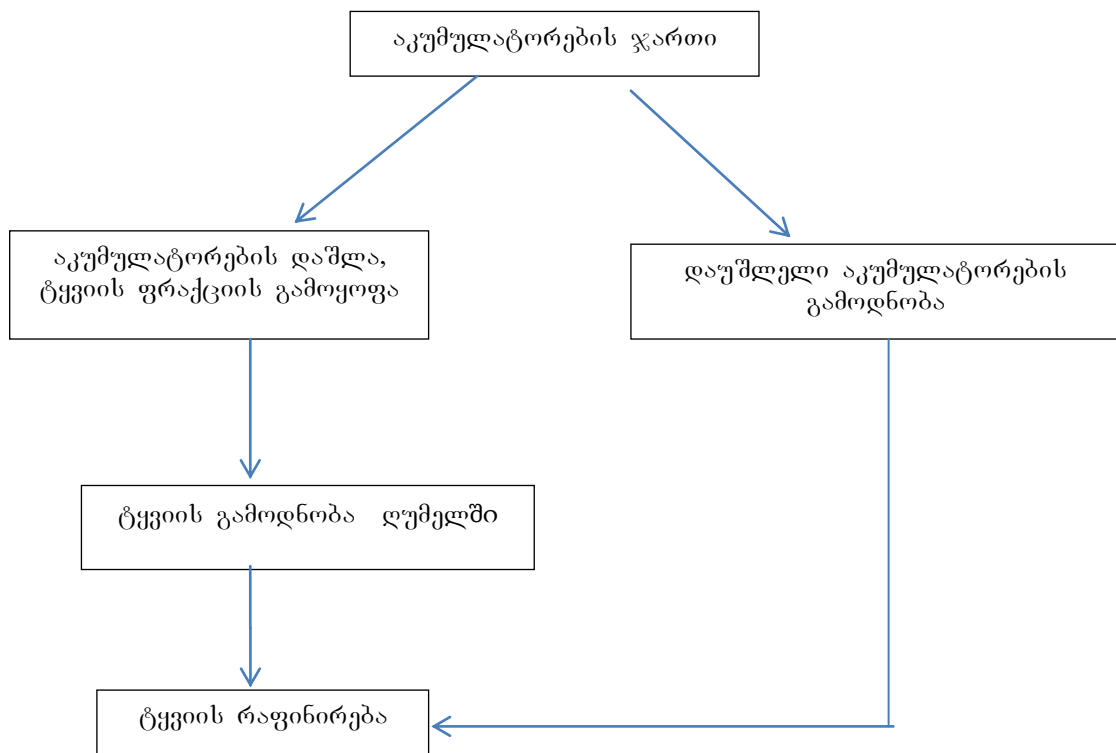 აკუმულატორების ჯართი
აკუმულატორების დაშლა,
ტყვიის ფრაქციის გამოყოფა
დაუშლელი აკუმულატორების
გამოდნობა
ტყვიის გამოდნობა ღუმელში
ტყვიის რაფინირება